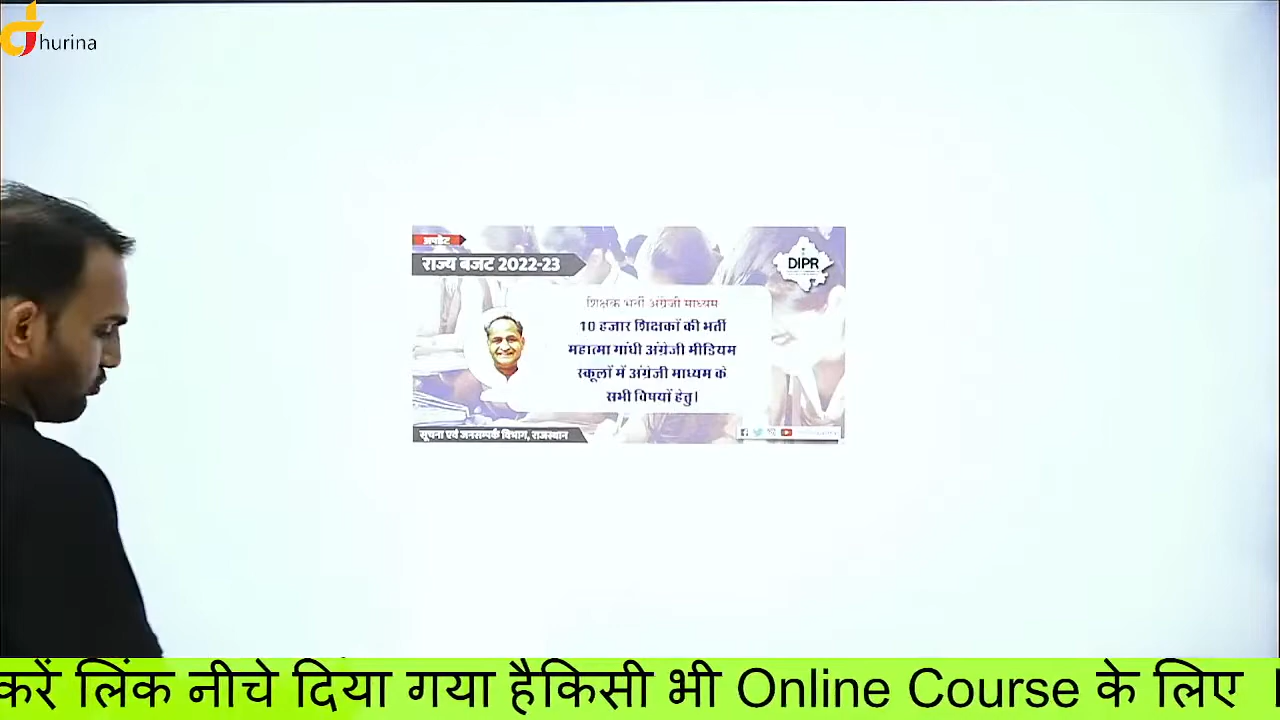 hurina
अपडेट
राज्य बजट 2022-23
DIPR
शिक्षक भर्ती अंग्रेजी माध्यम
10 हजार शिक्षकों की भर्ती
महात्मा गांधी अंग्रेजी मीडियम
स्कूलों में अंग्रेजी माध्यम के
सभी विषयों हेतु।
सूचना एवं जनसम्पर्क विभाग, राजस्थान
करें लिंक नीचे दिया गया हैकिसी भी Online Course के लिए